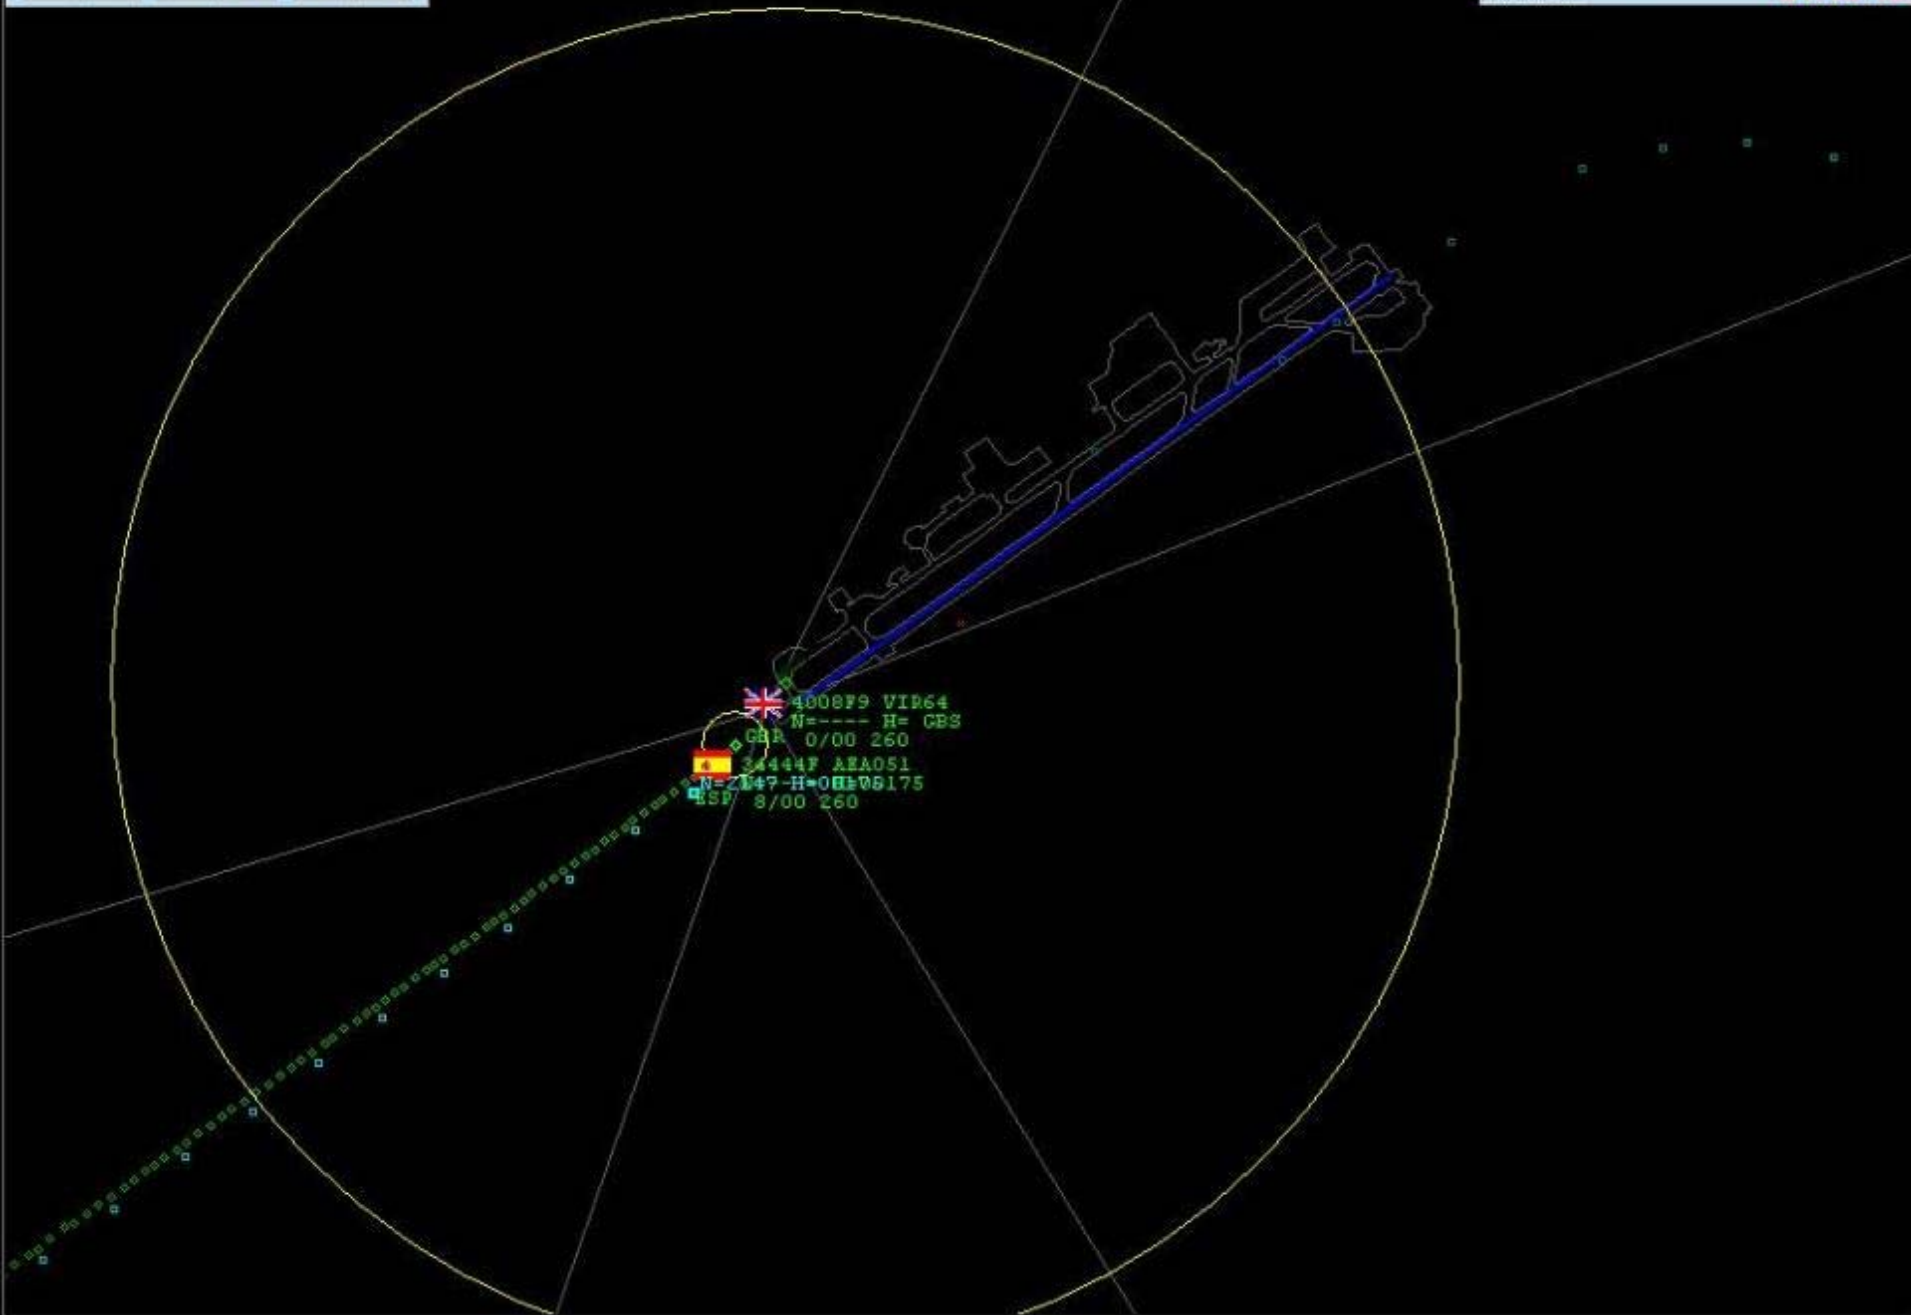 4008F9 VIR64
N=---- H= GBS
GBR 0/00 260
34444F AEA051
ESP 8/00 260